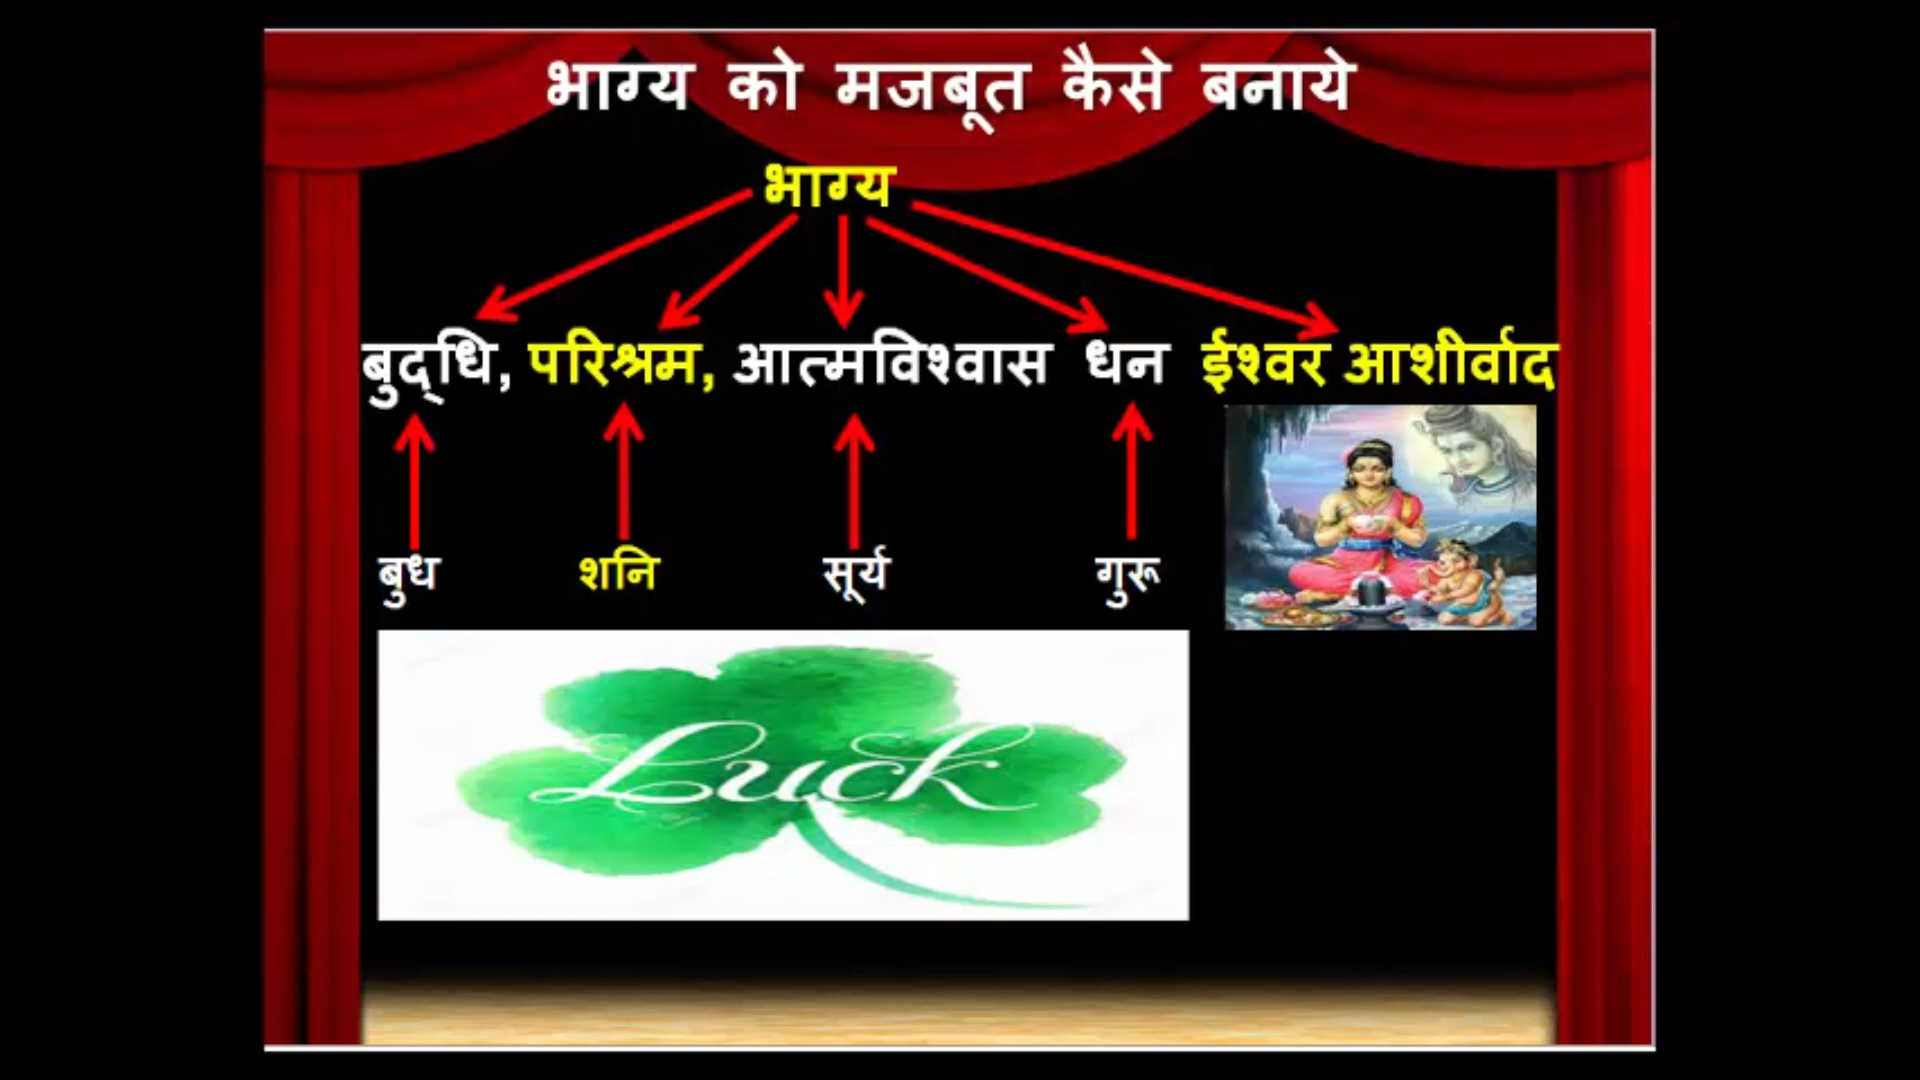 भाग्य को मजबूत कैसे बनाये
भाग्य
बुद्धि, परिश्रम, आत्मविश्वास धन ईश्वर आशीर्वाद
बुध शनि सूर्य गुरू
Luck